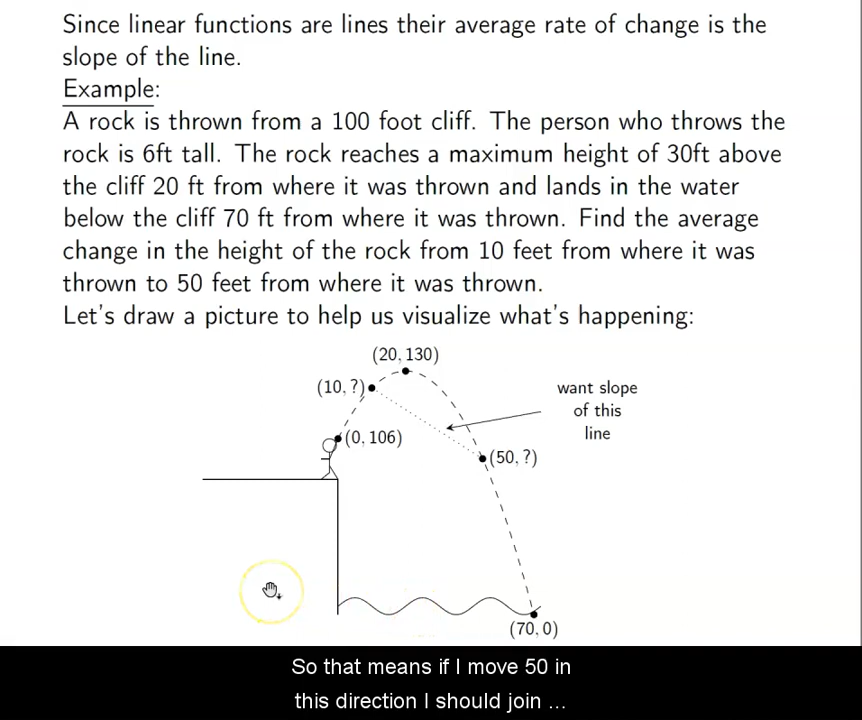 Since linear functions are lines their average rate of change is the
slope of the line.
Example:
A rock is thrown from a 100 foot cliff. The person who throws the
rock is 6ft tall. The rock reaches a maximum height of 30ft above
the cliff 20 ft from where it was thrown and lands in the water
below the cliff 70 ft from where it was thrown. Find the average
change in the height of the rock from 10 feet from where it was
thrown to 50 feet from where it was thrown.
Let's draw a picture to help us visualize what's happening:
(20, 130)
(10, ?)
want slope
of this
line
(0, 106)
(50, ?)
(70, 0)
So that means if I move 50 in
this direction I should join ...